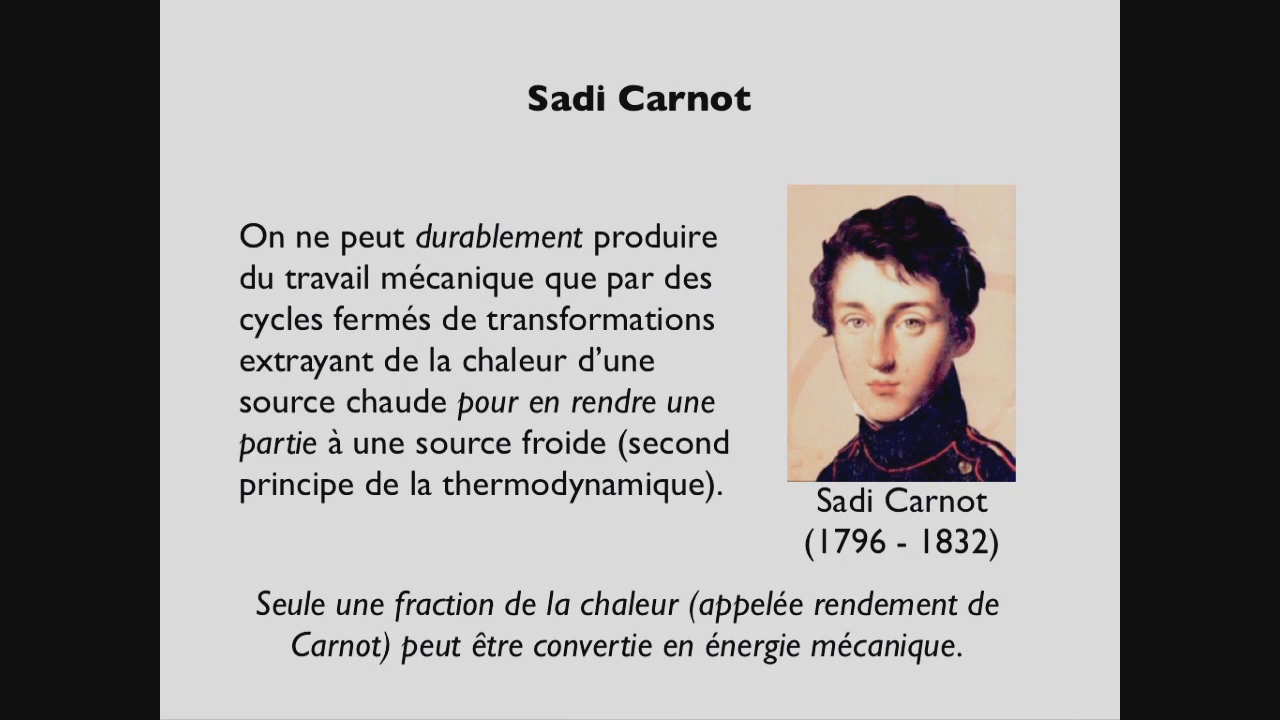 Sadi Carnot
On ne peut durablement produire
du travail mécanique que par des
cycles fermés de transformations
extrayant de la chaleur d’une
source chaude pour en rendre une
partie à une source froide (second
principe de la thermodynamique).
Sadi Carnot
(1796 - 1832)
Seule une fraction de la chaleur (appelée rendement de
Carnot) peut être convertie en énergie mécanique.